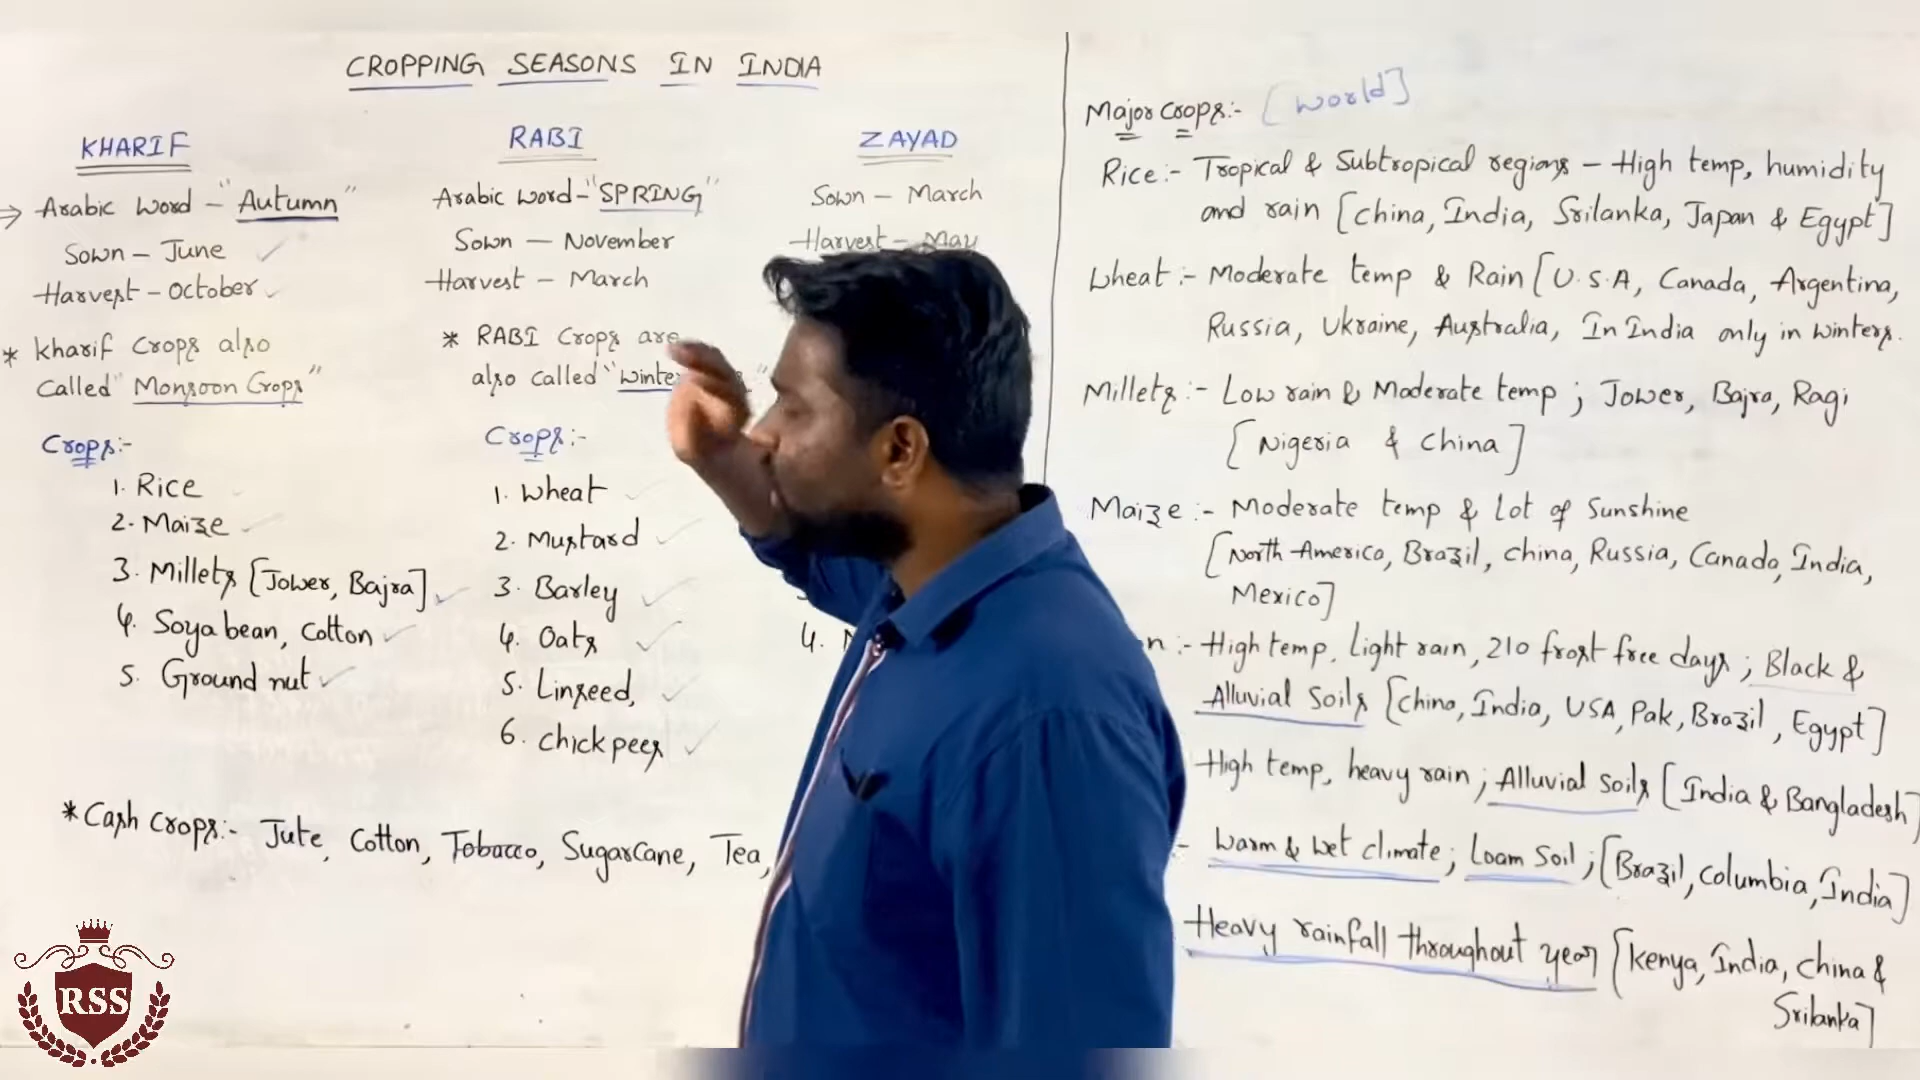 CROPPING SEASONS IN INDIA
KHARIF
Arabic Word - "Autumn"
Sown - June
Harvest - October
* Kharif Crops also
called "Monsoon Crops"
Crops:-
1. Rice
2. Maize
3. Millets [Jower, Bajra]
4. Soyabean, Cotton
5. Ground nut
RABI
Arabic word - "SPRING"
Sown - November
Harvest - March
* RABI Crops are
also called "
Crops:-
1. Wheat
2. Mustard
3. Barley
4. Oats
5. Linseed,
6. chickpees
ZAYAD
Sown - March
Harvest - May
4.
* Cash crops:- Jute, Cotton, Tobacco, Sugarcane, Tea,
Major Crops:- [World]
Rice:- Tropical & Subtropical regions - High temp, humidity
and rain [China, India, Srilanka, Japan & Egypt]
Wheat:- Moderate temp & Rain [U.S.A, Canada, Argentina,
Russia, Ukraine, Australia, In India only in winters.
Millets:- Low rain & Moderate temp; Jower, Bajra, Ragi
[Nigeria & China]
Maize:- Moderate temp & Lot of Sunshine
[North America, Brazil, China, Russia, Canada, India,
Mexico]
n:- High temp, Light rain, 210 frost free days; Black &
Alluvial Soils [China, India, USA, Pak, Brazil, Egypt]
High temp, heavy rain; Alluvial soils [India & Bangladesh]
- Warm & wet climate; Loam Soil; [Brazil, Columbia, India]
Heavy rainfall throughout year [Kenya, India, China &
Srilanka]
RSS